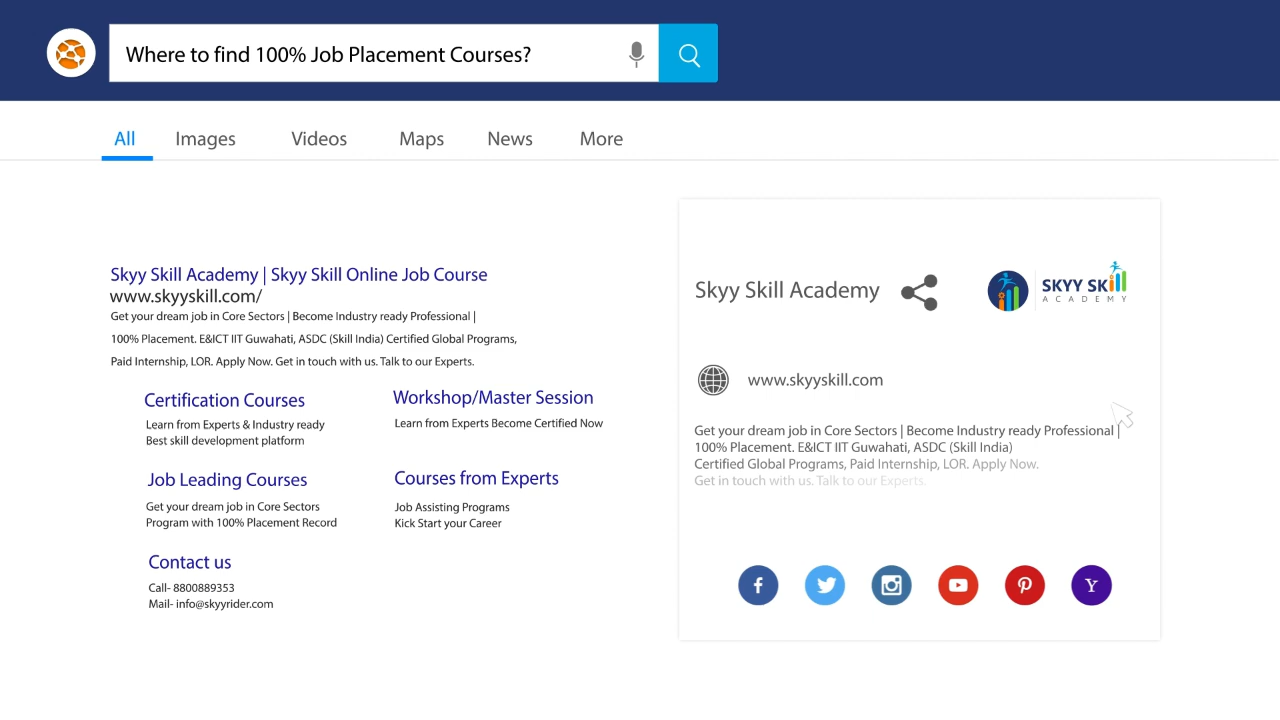 Where to find 100% Job Placement Courses?
All Images Videos Maps News More
Skyy Skill Academy | Skyy Skill Online Job Course
www.skyyskill.com/
Get your dream job in Core Sectors | Become Industry ready Professional |
100% Placement. E&ICT IIT Guwahati, ASDC (Skill India) Certified Global Programs,
Paid Internship, LOR. Apply Now. Get in touch with us. Talk to our Experts.
Certification Courses
Learn from Experts & Industry ready
Best skill development platform
Workshop/Master Session
Learn from Experts Become Certified Now
Job Leading Courses
Get your dream job in Core Sectors
Program with 100% Placement Record
Courses from Experts
Job Assisting Programs
Kick Start your Career
Contact us
Call- 8800889353
Mail- info@skyyrider.com
Skyy Skill Academy
SKYY SKill
ACADEMY
www.skyyskill.com
Get your dream job in Core Sectors | Become Industry ready Professional |
100% Placement. E&ICT IIT Guwahati, ASDC (Skill India)
Certified Global Programs, Paid Internship, LOR. Apply Now.
Get in touch with us. Talk to our Experts.